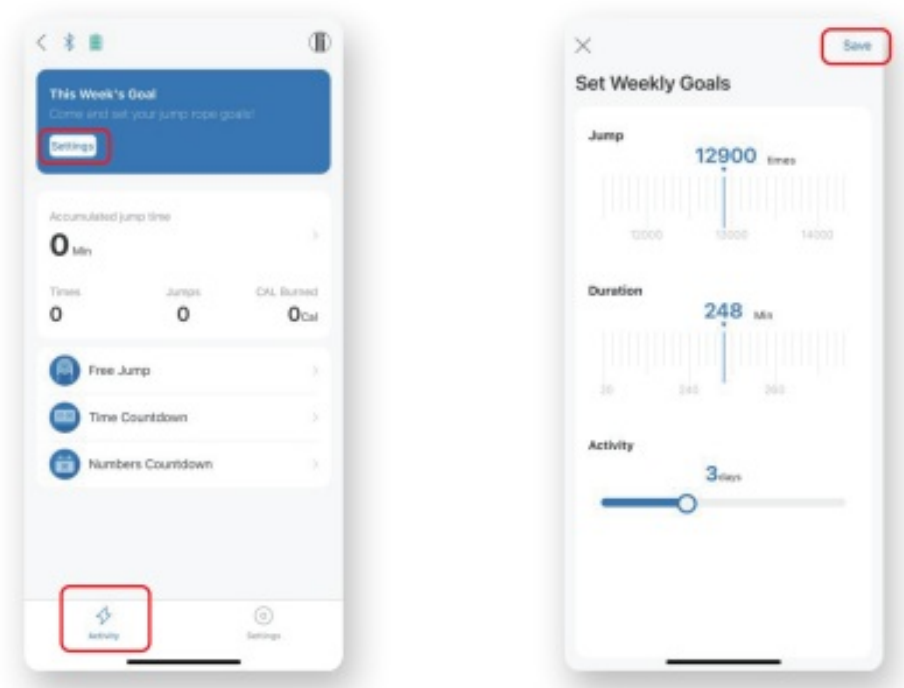 This Week's Goal
Come and set your jump rope goals!
Settings
Accumulated jump time
0 Min
Times Jumps CAL Burned
0 0 0Cal
Free Jump
Time Countdown
Numbers Countdown
Activity Settings
Save
Set Weekly Goals
Jump
12900 times
12000 13000 14000
Duration
248 Min
240 260
Activity
3days